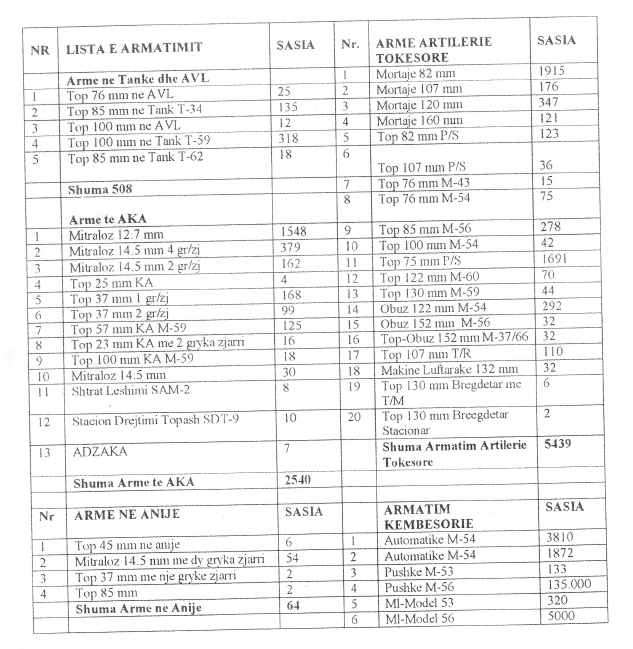 NR LISTA E ARMATIMIT SASIA Nr. ARME ARTILERIE TOKESORE SASIA
Arme ne Tanke dhe AVL 1 Mortaje 82 mm 1915
1 Top 76 mm ne AVL 25 2 Mortaje 107 mm 176
2 Top 85 mm ne Tank T-34 135 3 Mortaje 120 mm 347
3 Top 100 mm ne AVL 12 4 Mortaje 160 mm 121
4 Top 100 mm ne Tank T-59 318 5 Top 82 mm P/S 123
5 Top 85 mm ne Tank T-62 18 6 Top 107 mm P/S 36
Shuma 508 7 Top 76 mm M-43 15
8 Top 76 mm M-54 75
Arme te AKA
1 Mitraloz 12.7 mm 1548 9 Top 85 mm M-56 278
2 Mitraloz 14.5 mm 4 gr/zj 379 10 Top 100 mm M-54 42
3 Mitraloz 14.5 mm 2 gr/zj 162 11 Top 75 mm P/S 1691
4 Top 25 mm KA 4 12 Top 122 mm M-60 70
5 Top 37 mm 1 gr/zj 168 13 Top 130 mm M-59 44
6 Top 37 mm 2 gr/zj 99 14 Obuz 122 mm M-54 292
7 Top 57 mm KA M-59 125 15 Obuz 152 mm M-56 32
8 Top 23 mm KA me 2 gryka zjarri 16 16 Top-Obuz 152 mm M-37/66 32
9 Top 100 mm KA M-59 18 17 Top 107 mm T/R 110
10 Mitraloz 14.5 mm 30 18 Makine Luftarake 132 mm 32
11 Shtrat Leshimi SAM-2 8 19 Top 130 mm Bregdetar me T/M 6
12 Stacion Drejtimi Topash SDT-9 10 20 Top 130 mm Breegdetar Stacionar 2
13 ADZAKA 7 Shuma Armatim Artilerie Tokesore 5439
Shuma Arme te AKA 2540
Nr ARME NE ANIJE SASIA ARMATIM KEMBESORIE SASIA
1 Top 45 mm ne anije 6 1 Automatike M-54 3810
2 Mitraloz 14.5 mm me dy gryka zjarri 54 2 Automatike M-54 1872
3 Top 37 mm me nje gryke zjarri 2 3 Pushke M-53 133
4 Top 85 mm 2 4 Pushke M-56 135.000
Shuma Arme ne Anije 64 5 Ml-Model 53 320
6 Ml-Model 56 5000